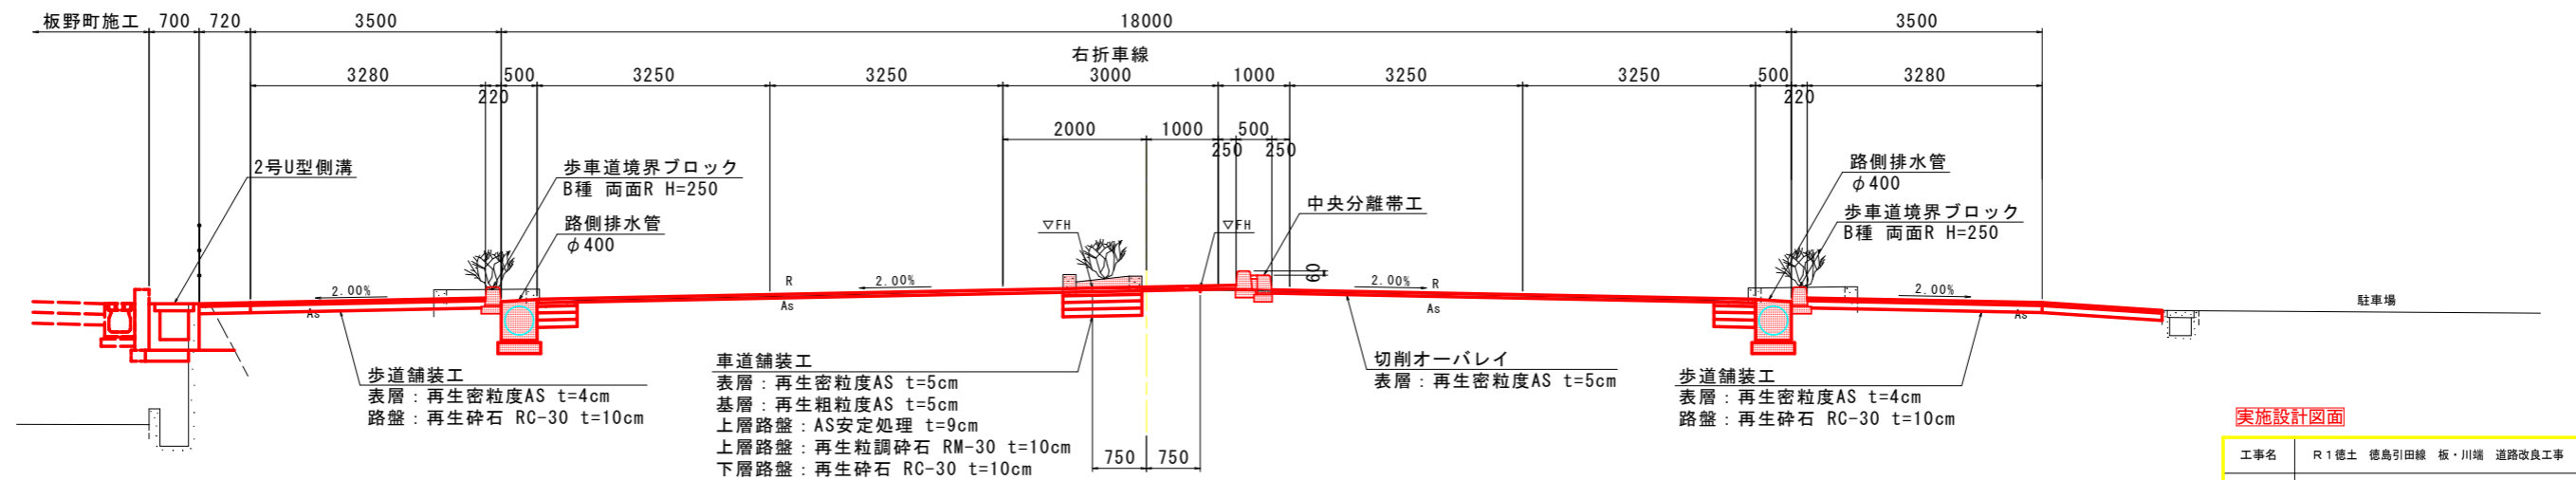 板野町施工 700 720 3500 18000 3500
右折車線
3280 500 3250 3250 3000 1000 3250 3250 500 3280
220 220
2000 1000 500
250 250
2号U型側溝
歩車道境界ブロック
B種 両面R H=250
路側排水管
φ400
▽FH ▽FH
中央分離帯工
路側排水管
φ400
歩車道境界ブロック
B種 両面R H=250
60
2.00% R 2.00% 2.00% R 2.00%
As As As As
駐車場
歩道舗装工
表層：再生密粒度AS t=4cm
路盤：再生砕石 RC-30 t=10cm
車道舗装工
表層：再生密粒度AS t=5cm
基層：再生粗粒度AS t=5cm
上層路盤：AS安定処理 t=9cm
上層路盤：再生粒調砕石 RM-30 t=10cm
下層路盤：再生砕石 RC-30 t=10cm
750 750
切削オーバレイ
表層：再生密粒度AS t=5cm
歩道舗装工
表層：再生密粒度AS t=4cm
路盤：再生砕石 RC-30 t=10cm
実施設計図面
工事名 R1徳土 徳島引田線 板・川端 道路改良工事